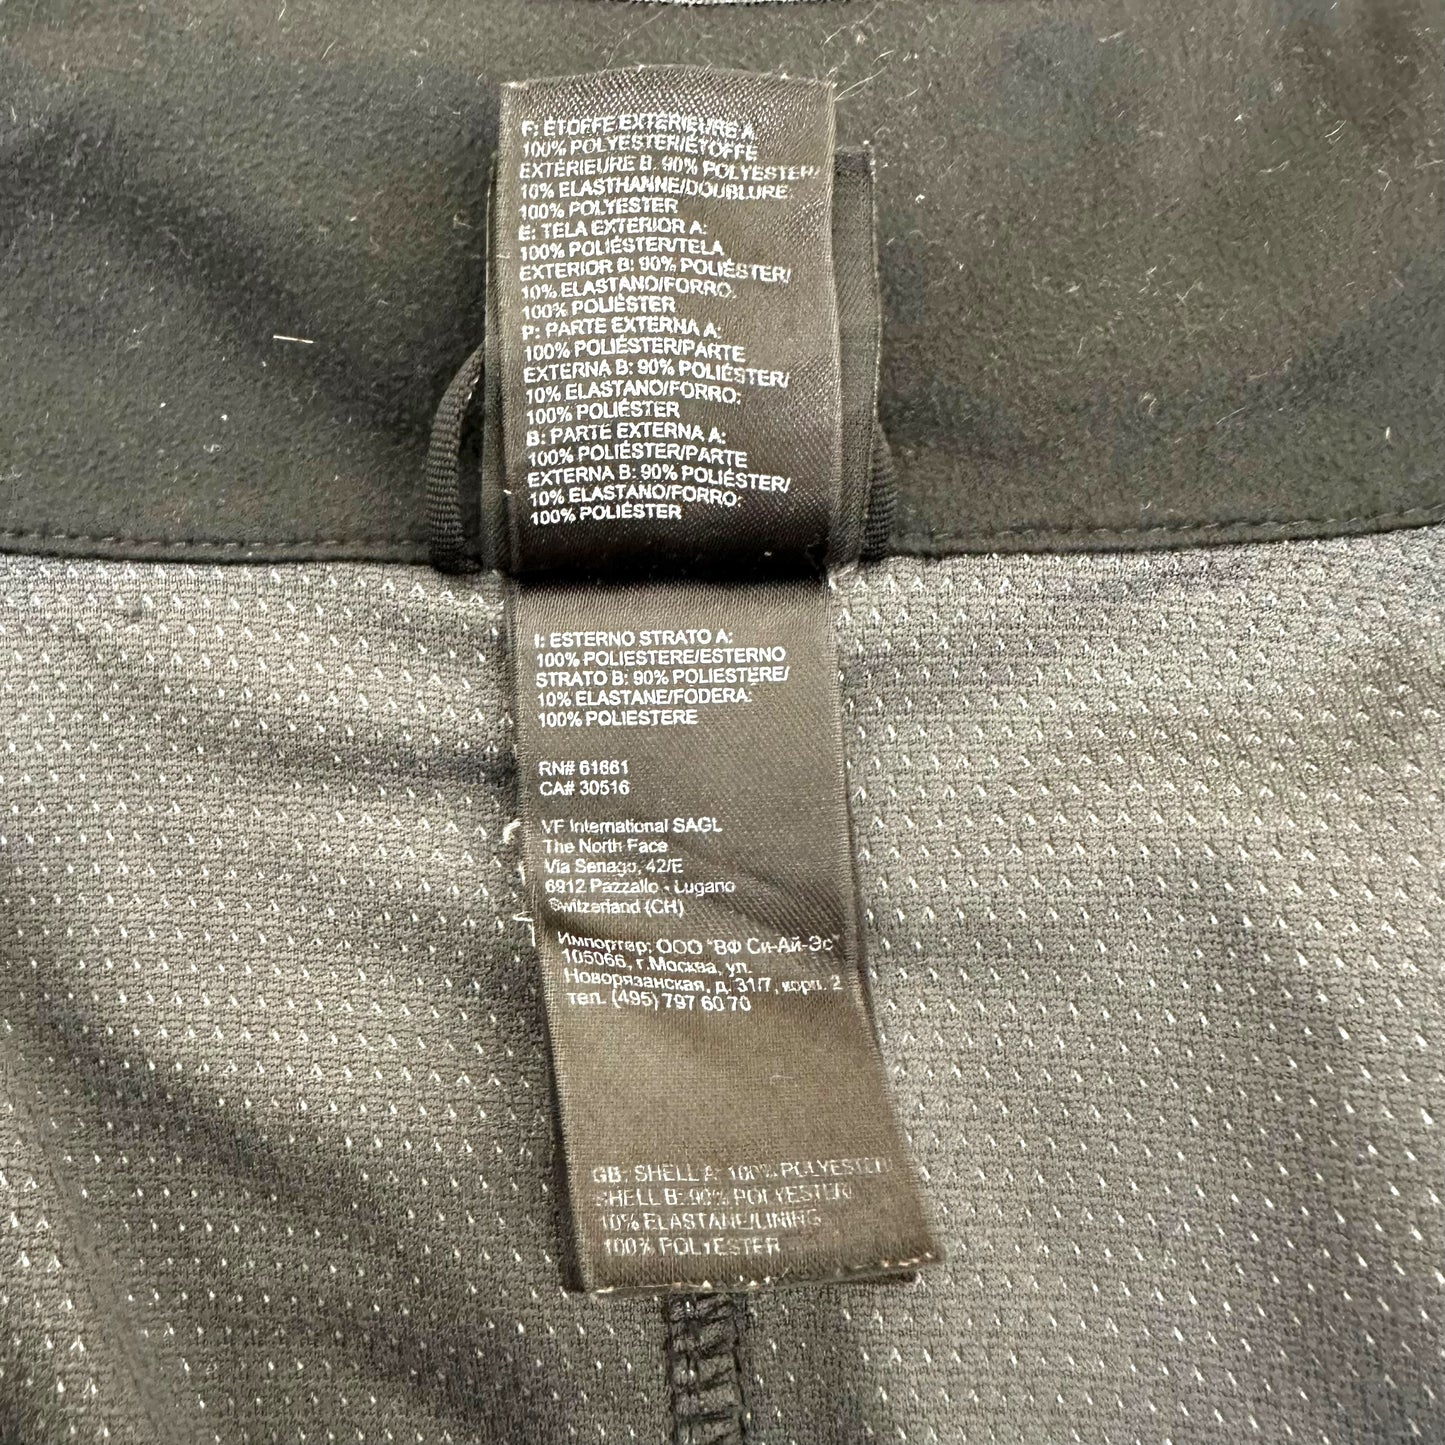 F: ÉTOFFE EXTÉRIEURE A
100% POLYESTER/ÉTOFFE
EXTÉRIEURE B: 90% POLYESTER/
10% ELASTHANNE/DOUBLURE:
100% POLYESTER
E: TELA EXTERIOR A:
100% POLIÉSTER/TELA
EXTERIOR B: 90% POLIÉSTER/
10% ELASTANO/FORRO:
100% POLIÉSTER
P: PARTE EXTERNA A:
100% POLIÉSTER/PARTE
EXTERNA B: 90% POLIÉSTER/
10% ELASTANO/FORRO:
100% POLIÉSTER
B: PARTE EXTERNA A:
100% POLIÉSTER/PARTE
EXTERNA B: 90% POLIÉSTER/
10% ELASTANO/FORRO:
100% POLIÉSTER
I: ESTERNO STRATO A:
100% POLIESTERE/ESTERNO
STRATO B: 90% POLIESTERE/
10% ELASTANE/FODERA:
100% POLIESTERE
RN# 61661
CA# 30516
VF International SAGL
The North Face
Via Senago, 42/E
6912 Pazzallo - Lugano
Switzerland (CH)
Импортер: ООО "ВФ Си-Ай-Эс"
105066, г.Москва, ул.
Новорязанская, д. 31/7, корп. 2
тел. (495) 797 60 70
GB: SHELL A: 100% POLYESTER/
SHELL B: 90% POLYESTER/
10% ELASTANE/LINING
100% POLYESTER